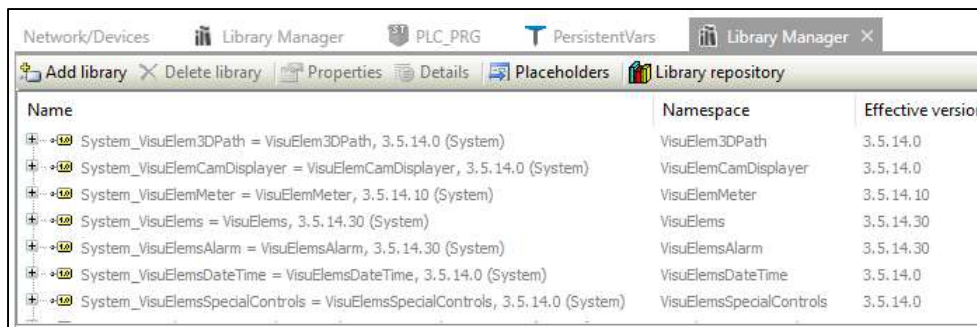 Network/Devices Library Manager PLC_PRG PersistentVars Library Manager
Add library Delete library Properties Details Placeholders Library repository
Name Namespace Effective versio
System_VisuElem3DPath = VisuElem3DPath, 3.5.14.0 (System) VisuElem3DPath 3.5.14.0
System_VisuElemCamDisplayer = VisuElemCamDisplayer, 3.5.14.0 (System) VisuElemCamDisplayer 3.5.14.0
System_VisuElemMeter = VisuElemMeter, 3.5.14.10 (System) VisuElemMeter 3.5.14.10
System_VisuElems = VisuElems, 3.5.14.30 (System) VisuElems 3.5.14.30
System_VisuElemsAlarm = VisuElemsAlarm, 3.5.14.30 (System) VisuElemsAlarm 3.5.14.30
System_VisuElemsDateTime = VisuElemsDateTime, 3.5.14.0 (System) VisuElemsDateTime 3.5.14.0
System_VisuElemsSpecialControls = VisuElemsSpecialControls, 3.5.14.0 (System) VisuElemsSpecialControls 3.5.14.0